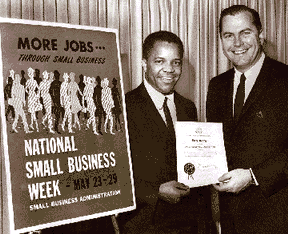 MORE JOBS...
THROUGH SMALL BUSINESS
NATIONAL
SMALL BUSINESS
WEEK MAY 23-29
SMALL BUSINESS ADMINISTRATION